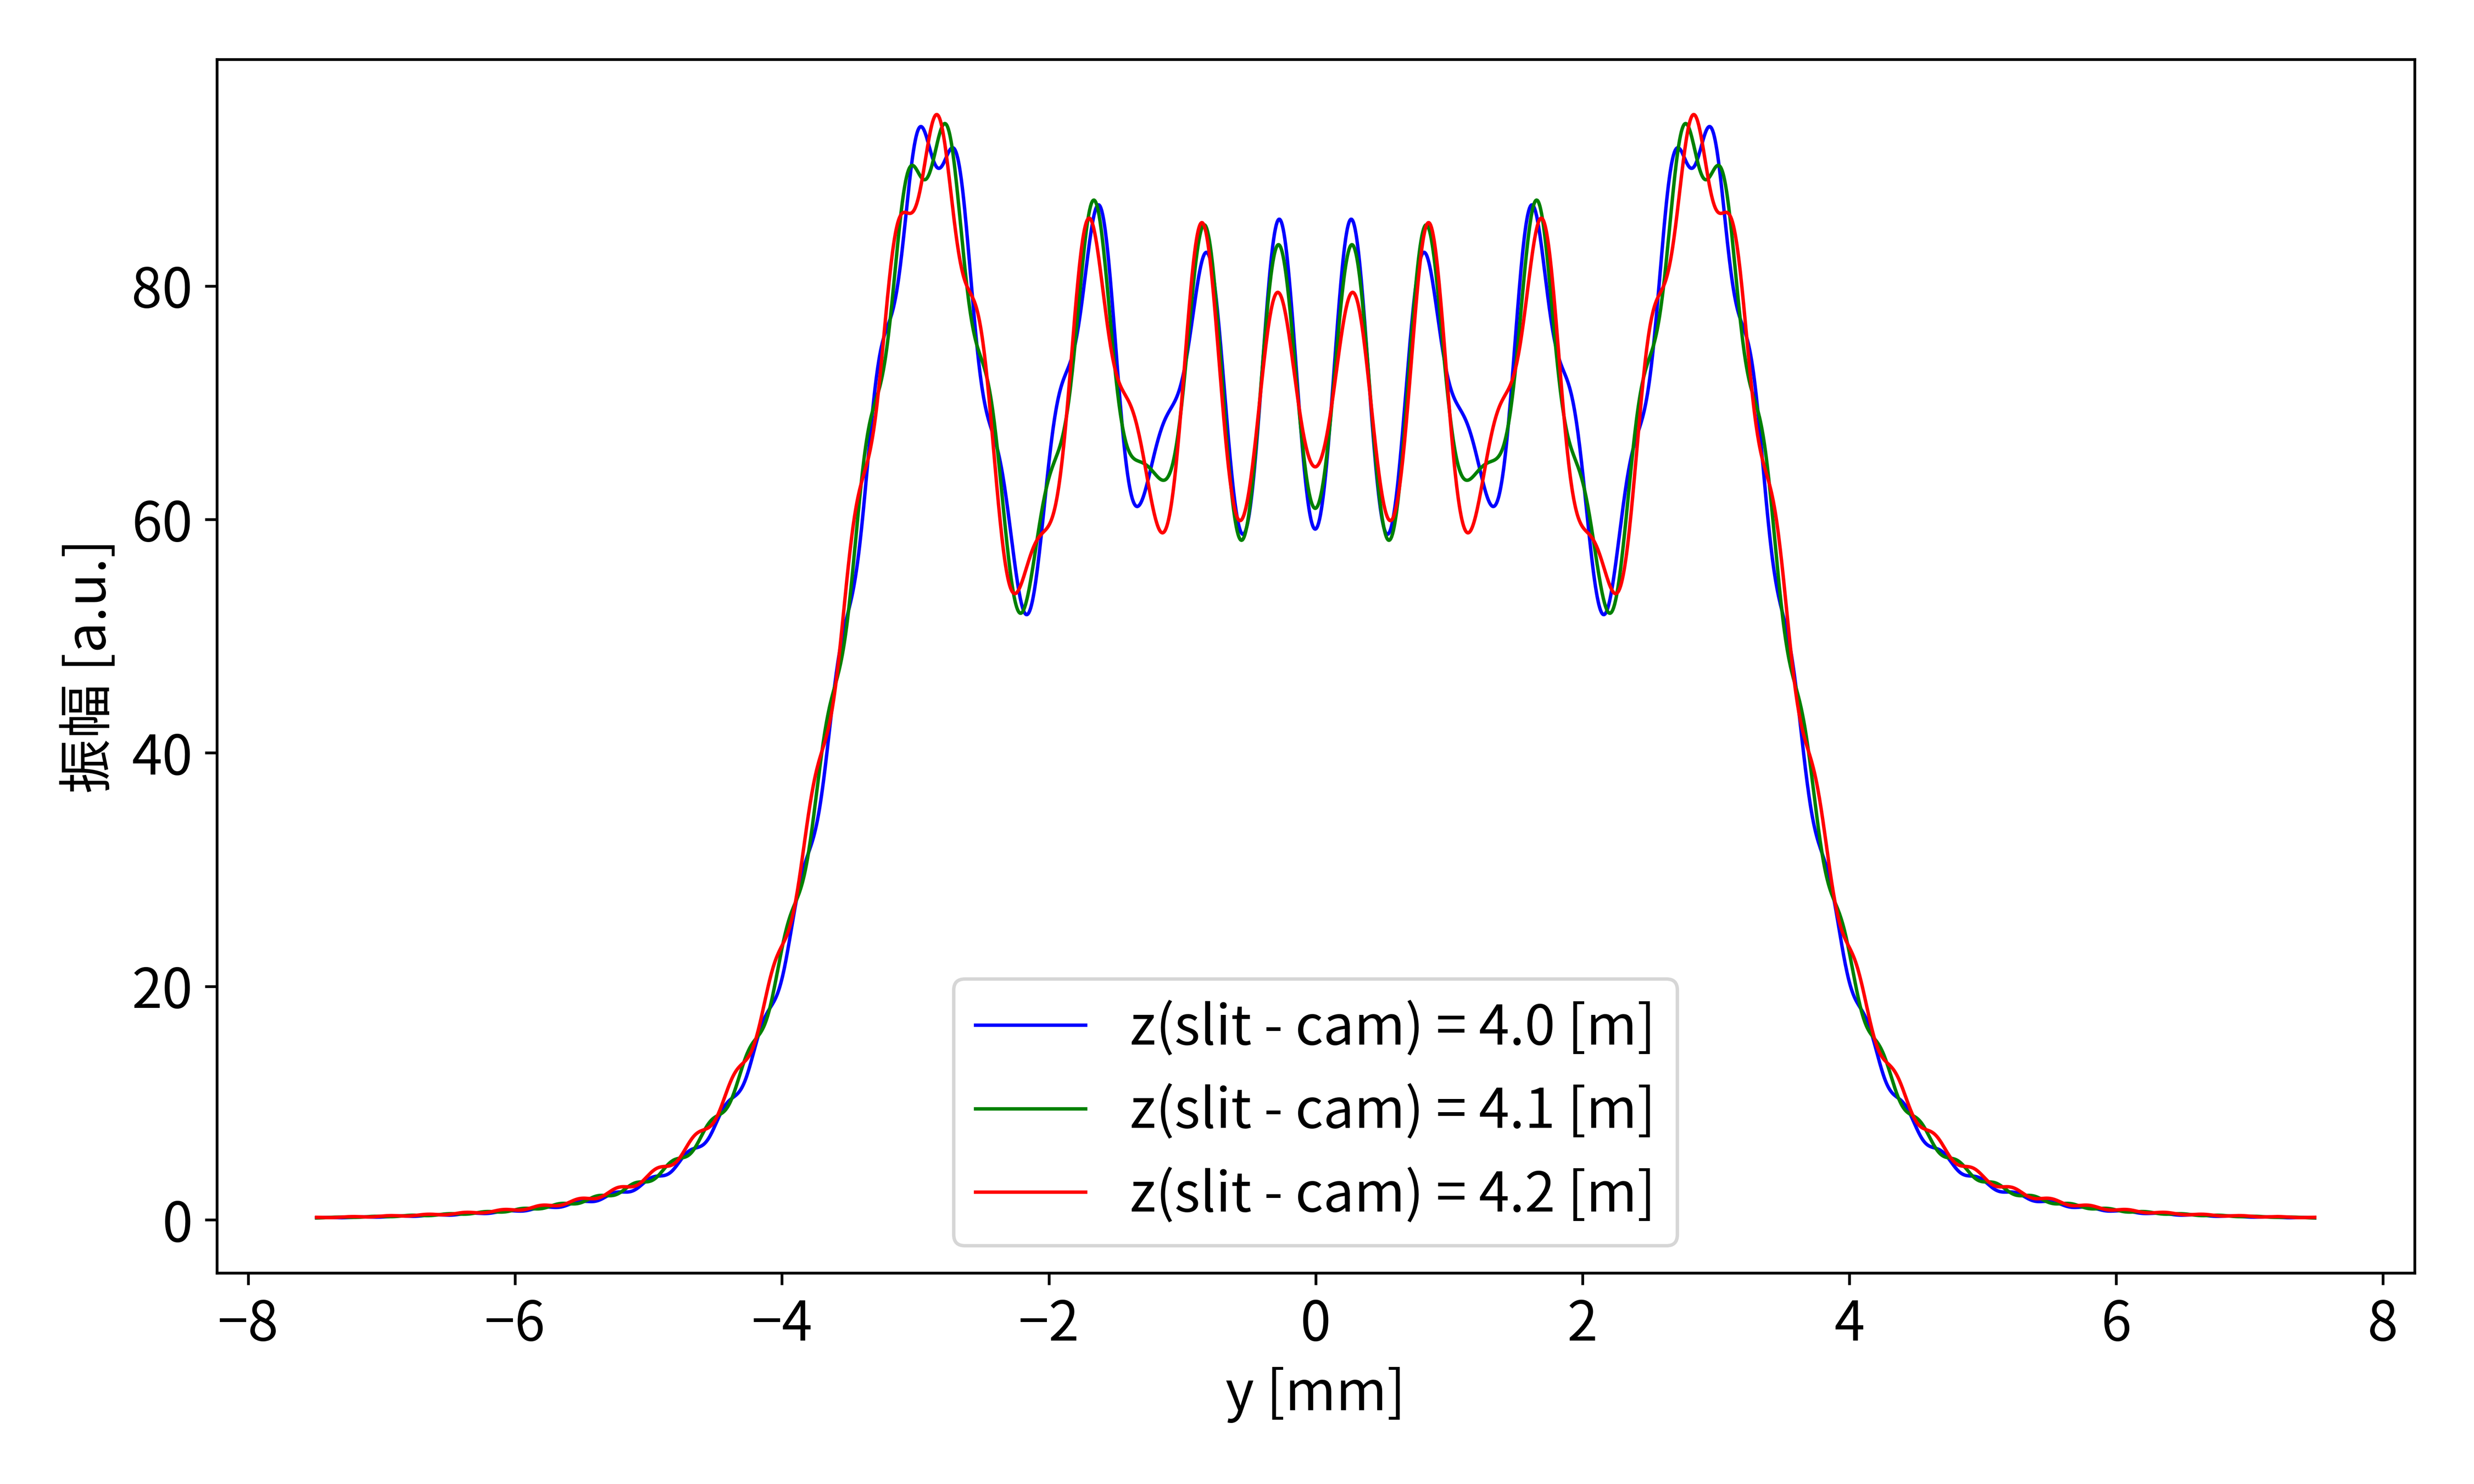 振幅 [a.u.]
80
60
40
20
0
z(slit - cam) = 4.0 [m]
z(slit - cam) = 4.1 [m]
z(slit - cam) = 4.2 [m]
−8 −6 −4 −2 0 2 4 6 8
y [mm]